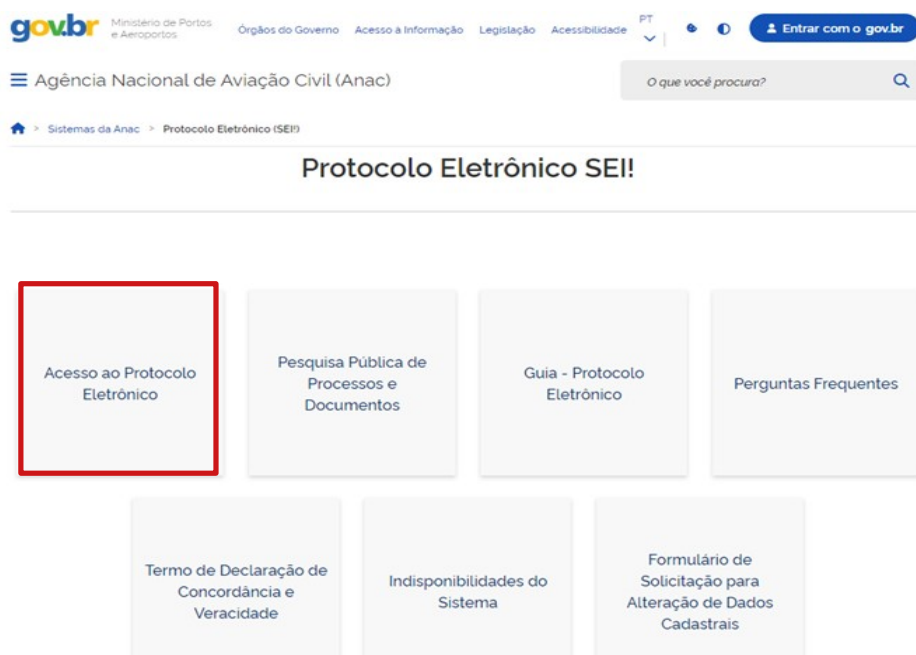 gov.br Ministério de Portos e Aeroportos Órgãos do Governo Acesso à Informação Legislação Acessibilidade PT Entrar com o gov.br
Agência Nacional de Aviação Civil (Anac) O que você procura?
> Sistemas da Anac > Protocolo Eletrônico (SEI!)
Protocolo Eletrônico SEI!
Acesso ao Protocolo
Eletrônico
Pesquisa Pública de
Processos e
Documentos
Guia - Protocolo
Eletrônico
Perguntas Frequentes
Termo de Declaração de
Concordância e
Veracidade
Indisponibilidades do
Sistema
Formulário de
Solicitação para
Alteração de Dados
Cadastrais